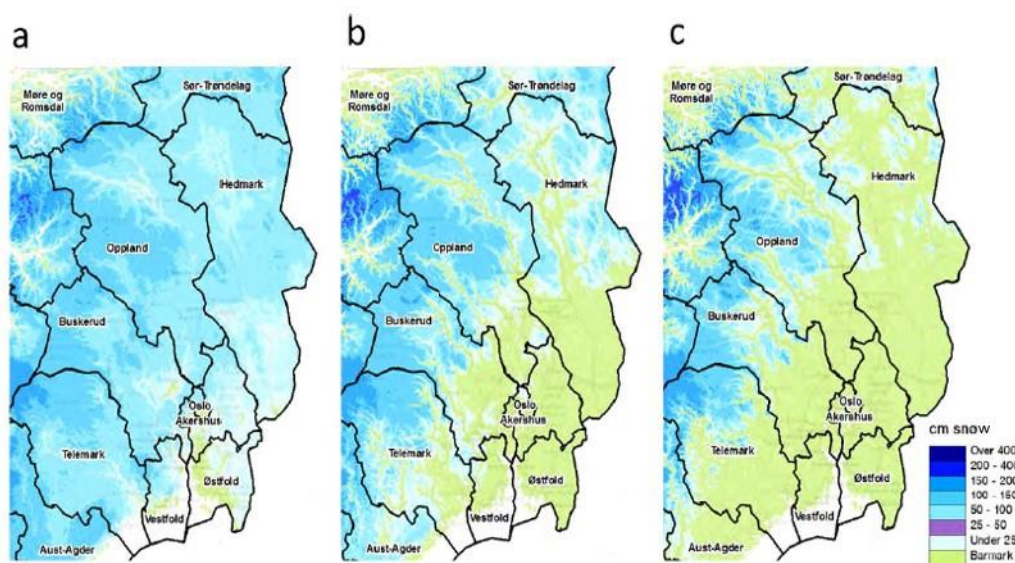 a
b
c
Møre og
Romsdal
Sør-Trøndelag
Hedmark
Oppland
Buskerud
Oslo
Akershus
Telemark
Østfold
Vestfold
Aust-Agder
Møre og
Romsdal
Sør-Trøndelag
Hedmark
Oppland
Buskerud
Oslo
Akershus
Telemark
Østfold
Vestfold
Aust-Agder
Møre og
Romsdal
Sør-Trøndelag
Hedmark
Oppland
Buskerud
Oslo
Akershus
Telemark
Østfold
Vestfold
Aust-Agder
cm snøw
Over 400
200 - 400
150 - 200
100 - 150
50 - 100
25 - 50
Under 25
Barmark